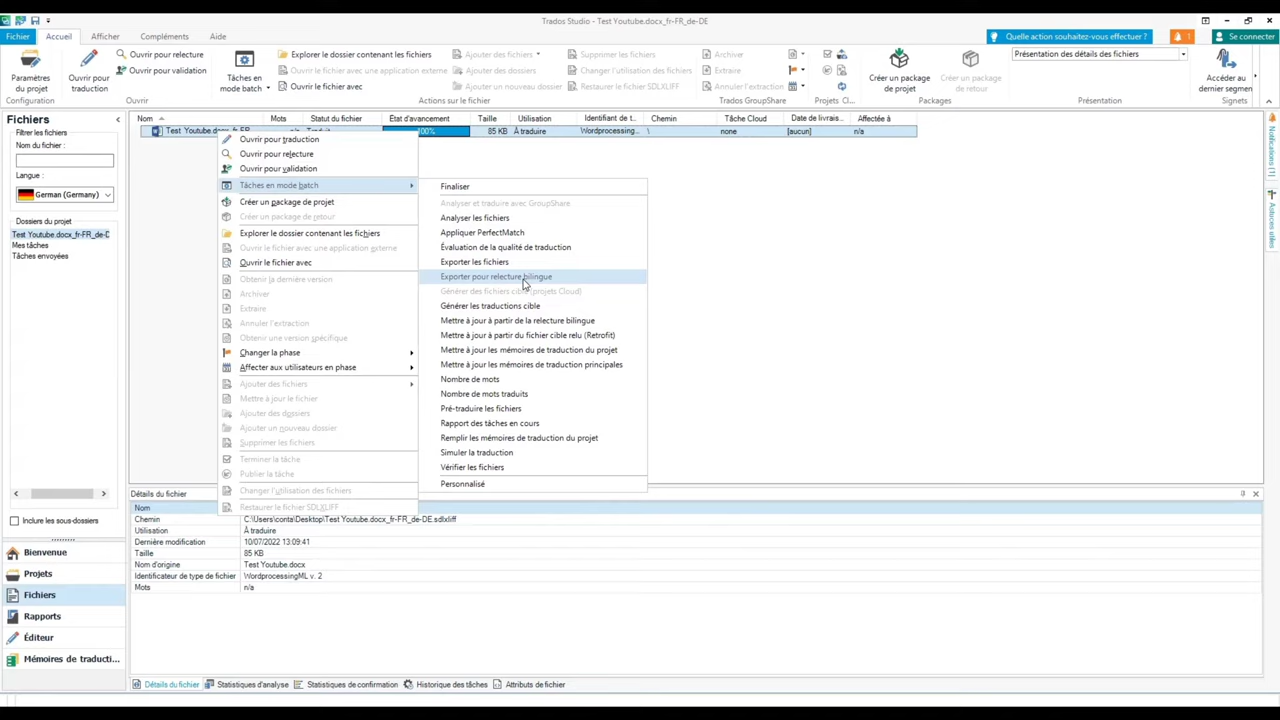 Trados Studio - Test Youtube.docx_fr-FR_de-DE
Fichier
Accueil
Afficher
Compléments
Aide
Quelle action souhaitez-vous effectuer ?
1
Se connecter
Paramètres du projet
Configuration
Ouvrir pour traduction
Ouvrir pour relecture
Ouvrir pour validation
Ouvrir
Tâches en mode batch
Explorer le dossier contenant les fichiers
Ouvrir le fichier avec une application externe
Ouvrir le fichier avec
Ajouter des fichiers
Ajouter des dossiers
Ajouter un nouveau dossier
Supprimer les fichiers
Changer l'utilisation des fichiers
Restaurer le fichier SDLXLIFF
Actions sur le fichier
Archiver
Extraire
Annuler l'extraction
Trados GroupShare
Projets C
Créer un package de projet
Créer un package de retour
Packages
Présentation des détails des fichiers
Présentation
Accéder au dernier segmen
Signets
Fichiers
Filtrer les fichiers
Nom du fichier :
Langue :
German (Germany)
Dossiers du projet
Test Youtube.docx_fr-FR_de-D
Mes tâches
Tâches envoyées
Inclure les sous-dossiers
Bienvenue
Projets
Fichiers
Rapports
Éditeur
Mémoires de traducti...
Nom Mots Statut du fichier État d'avancement Taille Utilisation Identifiant de t... Chemin Tâche Cloud Date de livrais... Affectée à
Test Youtube.docx_fr-FR n/a Traduit 100% 85 KB À traduire Wordprocessing... \ none [aucun] n/a
Ouvrir pour traduction
Ouvrir pour relecture
Ouvrir pour validation
Tâches en mode batch
Créer un package de projet
Créer un package de retour
Explorer le dossier contenant les fichiers
Ouvrir le fichier avec une application externe
Ouvrir le fichier avec
Obtenir la dernière version
Archiver
Extraire
Annuler l'extraction
Obtenir une version spécifique
Changer la phase
Affecter aux utilisateurs en phase
Ajouter des fichiers
Mettre à jour le fichier
Ajouter des dossiers
Ajouter un nouveau dossier
Supprimer les fichiers
Terminer la tâche
Publier la tâche
Changer l'utilisation des fichiers
Restaurer le fichier SDLXLIFF
Finaliser
Analyser et traduire avec GroupShare
Analyser les fichiers
Appliquer PerfectMatch
Évaluation de la qualité de traduction
Exporter les fichiers
Exporter pour relecture bilingue
Générer des fichiers cible (projets Cloud)
Générer les traductions cible
Mettre à jour à partir de la relecture bilingue
Mettre à jour à partir du fichier cible relu (Retrofit)
Mettre à jour les mémoires de traduction du projet
Mettre à jour les mémoires de traduction principales
Nombre de mots
Nombre de mots traduits
Pré-traduire les fichiers
Rapport des tâches en cours
Remplir les mémoires de traduction du projet
Simuler la traduction
Vérifier les fichiers
Personnalisé
Détails du fichier
Nom
Chemin C:\Users\conta\Desktop\Test Youtube.docx_fr-FR_de-DE.sdlxliff
Utilisation À traduire
Dernière modification 10/07/2022 13:09:41
Taille 85 KB
Nom d'origine Test Youtube.docx
Identificateur de type de fichier WordprocessingML v. 2
Mots n/a
Détails du fichier
Statistiques d'analyse
Statistiques de confirmation
Historique des tâches
Attributs de fichier
Notifications (1)
Astuces utiles